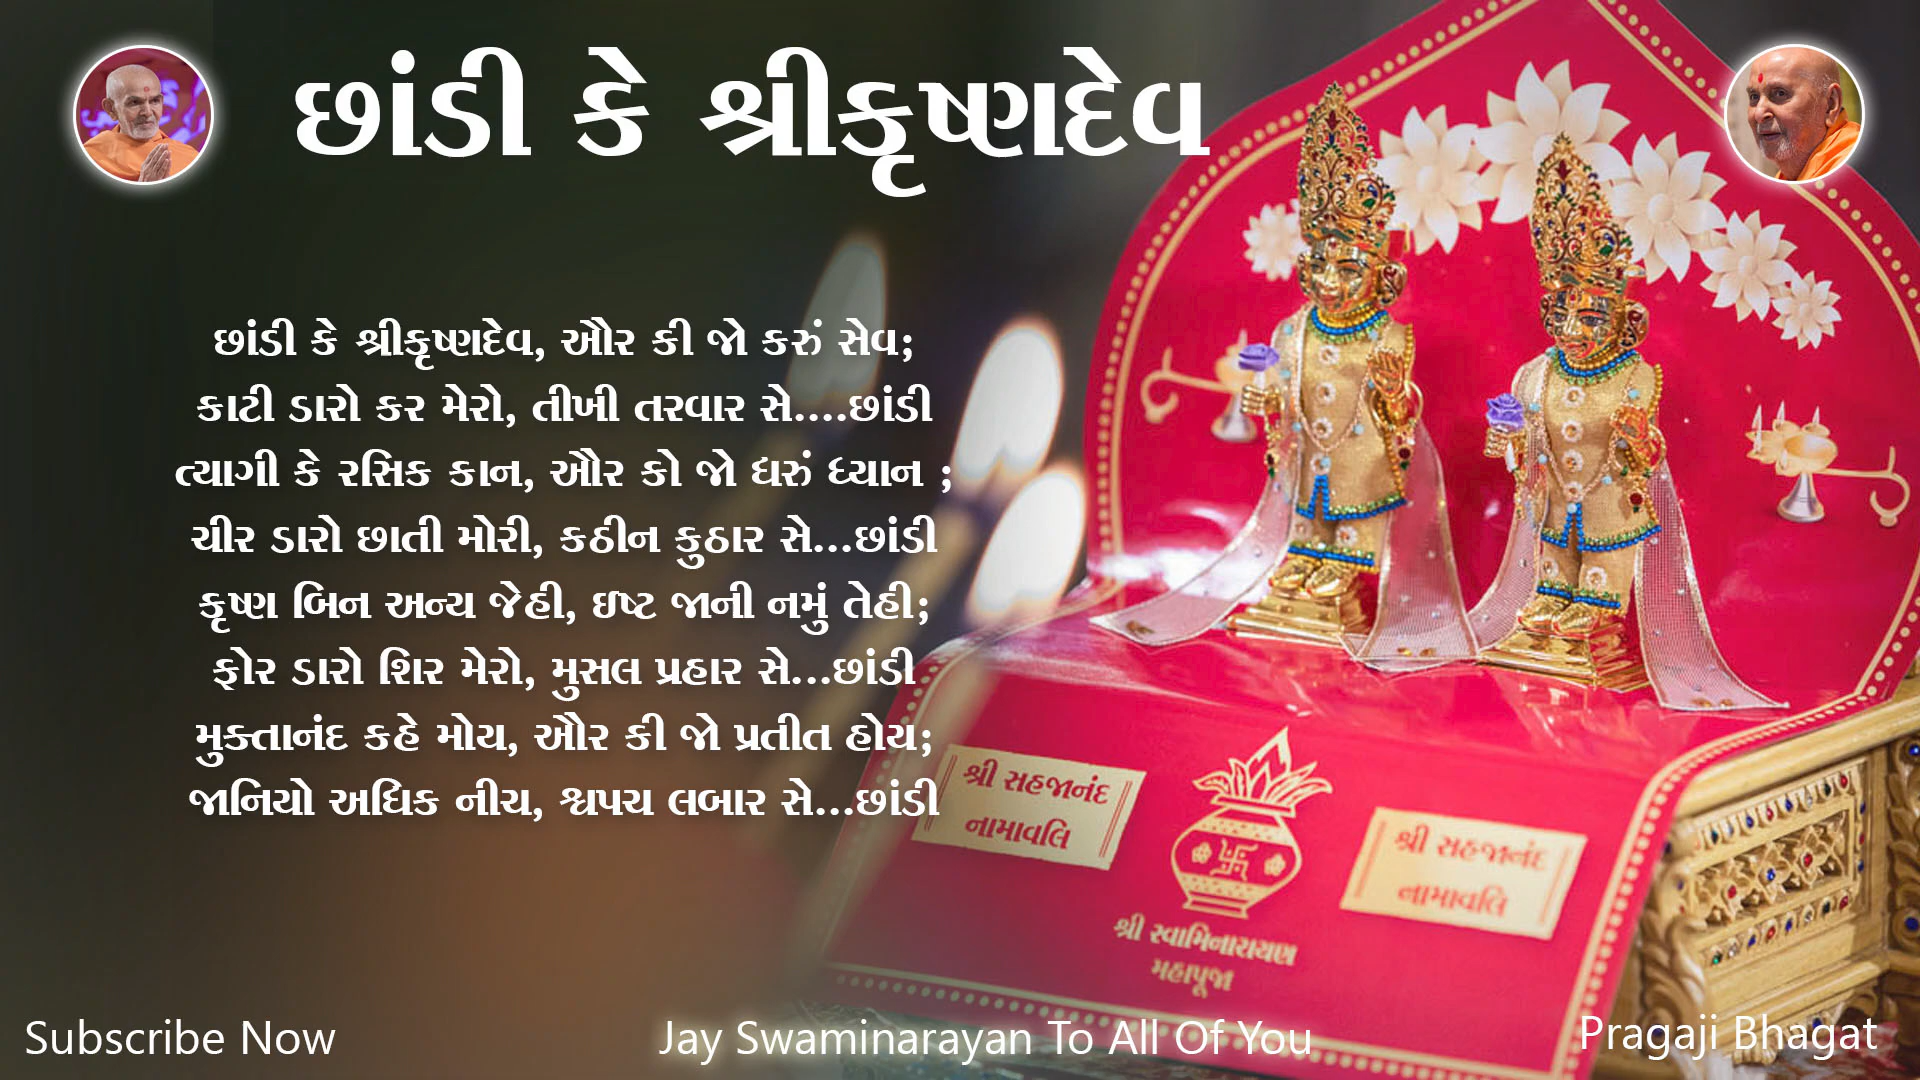 છાંડી કે શ્રીકૃષ્ણદેવ
છાંડી કે શ્રીકૃષ્ણદેવ, ઔર કી જો કરું સેવ;
કાટી ડારો કર મેરો, તીખી તરવાર સે....છાંડી
ત્યાગી કે રસિક કાન, ઔર કો જો ધરું ધ્યાન ;
ચીર ડારો છાતી મોરી, કઠીન કુઠાર સે...છાંડી
કૃષ્ણ બિન અન્ય જેહી, ઇષ્ટ જાની નમું તેહી;
ફોર ડારો શિર મેરો, મુસલ પ્રહાર સે...છાંડી
મુક્તાનંદ કહે મોય, ઔર કી જો પ્રતીત હોય;
જાનિયો અધિક નીચ, શ્વપચ લબાર સે...છાંડી
શ્રી સહજાનંદ
નામાવલિ
શ્રી સહજાનંદ
નામાવલિ
શ્રી સ્વામિનારાયણ
મહાપૂજા
Subscribe Now
Jay Swaminarayan To All Of You
Pragaji Bhagat